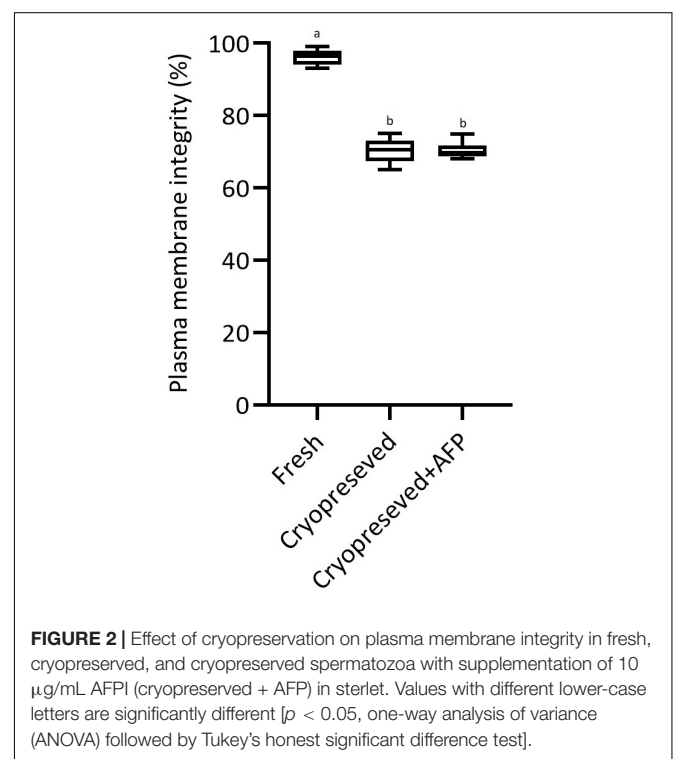 Plasma membrane integrity (%)
100
80
60
40
20
0
a
b
b
Fresh
Cryopreseved
Cryopreseved+AFP
FIGURE 2 | Effect of cryopreservation on plasma membrane integrity in fresh,
cryopreserved, and cryopreserved spermatozoa with supplementation of 10
μg/mL AFPI (cryopreserved + AFP) in sterlet. Values with different lower-case
letters are significantly different [p < 0.05, one-way analysis of variance
(ANOVA) followed by Tukey's honest significant difference test].